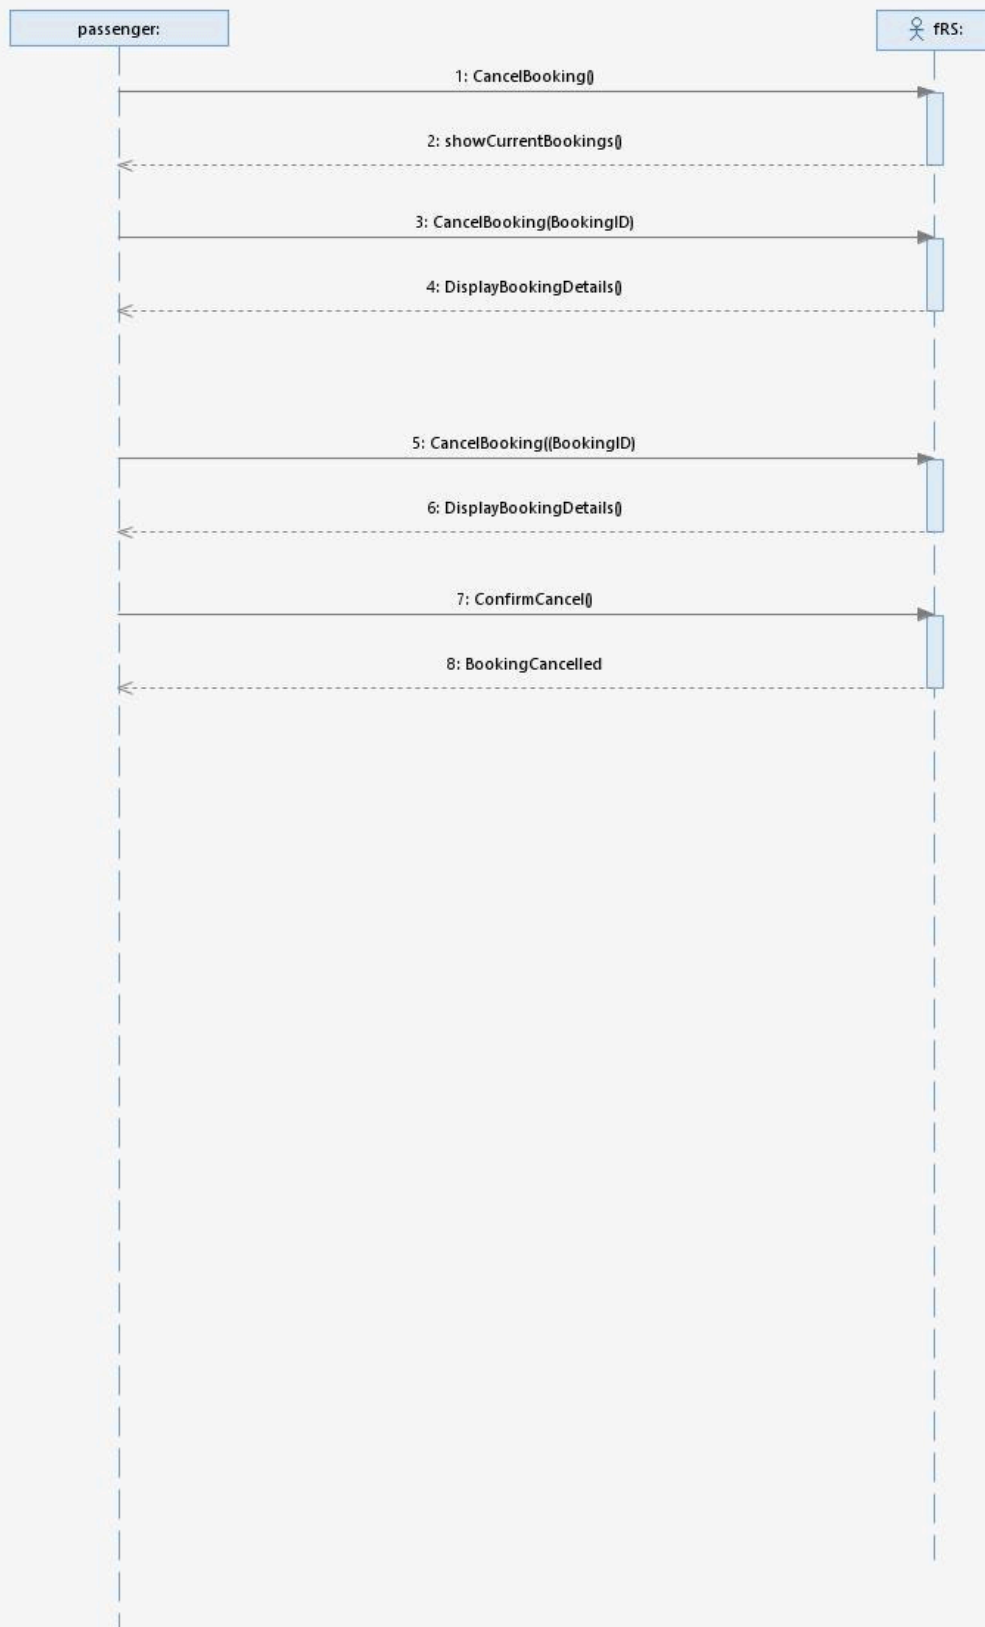 passenger:
fRS:
1: CancelBooking()
2: showCurrentBookings()
3: CancelBooking(BookingID)
4: DisplayBookingDetails()
5: CancelBooking((BookingID)
6: DisplayBookingDetails()
7: ConfirmCancel()
8: BookingCancelled